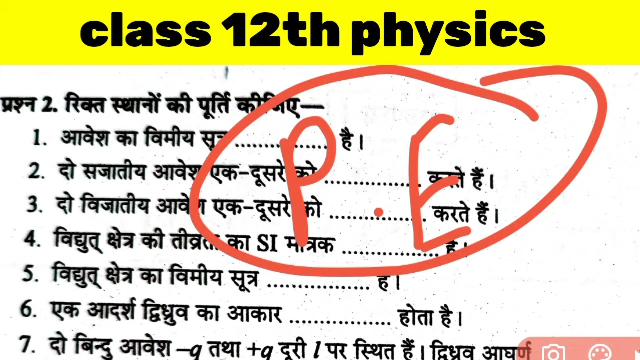 class 12th physics
प्रश्न 2. रिक्त स्थानों की पूर्ति कीजिए—
1. आवेश का विमीय सूत्र .................. है।
2. दो सजातीय आवेश एक-दूसरे को .................. करते हैं।
3. दो विजातीय आवेश एक-दूसरे को .................. करते हैं।
4. विद्युत् क्षेत्र की तीव्रता का SI मात्रक .................. है।
5. विद्युत् क्षेत्र का विमीय सूत्र .................. है।
6. एक आदर्श द्विध्रुव का आकार .................. होता है।
7. दो बिन्दु आवेश –q तथा +q दूरी l पर स्थित हैं। द्विध्रुव आघूर्ण
P.E